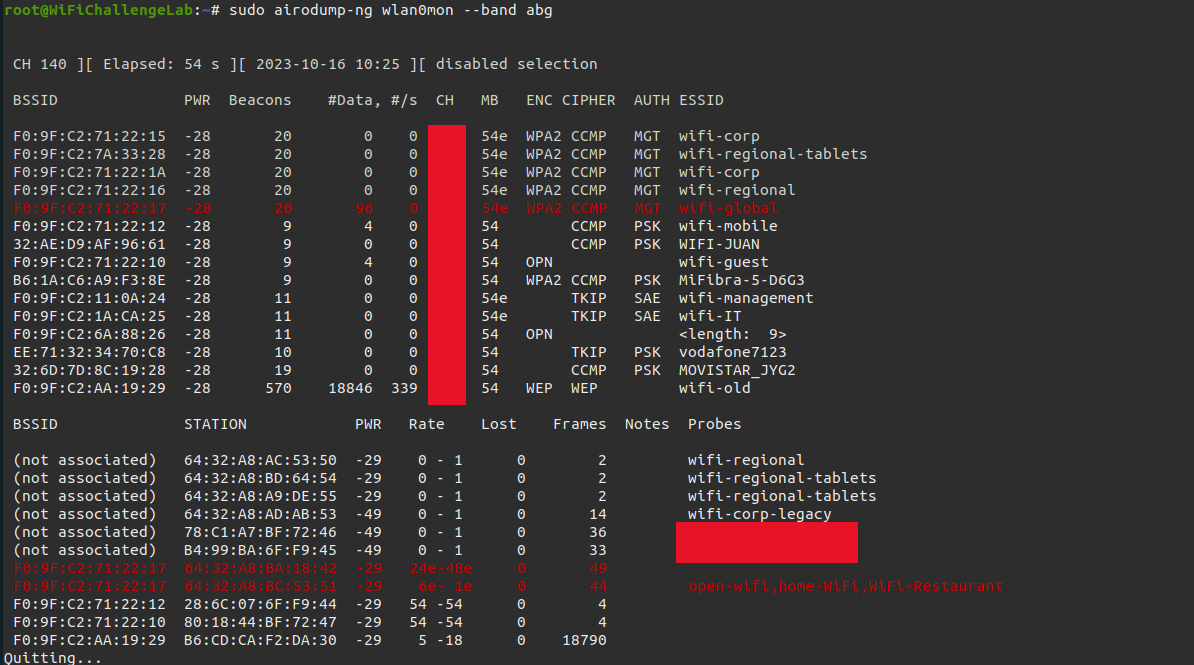 root@WiFiChallengeLab:~# sudo airodump-ng wlan0mon --band abg
CH 140 ][ Elapsed: 54 s ][ 2023-10-16 10:25 ][ disabled selection
BSSID PWR Beacons #Data, #/s CH MB ENC CIPHER AUTH ESSID
F0:9F:C2:71:22:15 -28 20 0 0 54e WPA2 CCMP MGT wifi-corp
F0:9F:C2:7A:33:28 -28 20 0 0 54e WPA2 CCMP MGT wifi-regional-tablets
F0:9F:C2:71:22:1A -28 20 0 0 54e WPA2 CCMP MGT wifi-corp
F0:9F:C2:71:22:16 -28 20 0 0 54e WPA2 CCMP MGT wifi-regional
F0:9F:C2:71:22:17 -28 20 96 0 54e WPA2 CCMP MGT wifi-global
F0:9F:C2:71:22:12 -28 9 4 0 54 CCMP PSK wifi-mobile
32:AE:D9:AF:96:61 -28 9 0 0 54 CCMP PSK WIFI-JUAN
F0:9F:C2:71:22:10 -28 9 4 0 54 OPN wifi-guest
B6:1A:C6:A9:F3:8E -28 9 0 0 54 WPA2 CCMP PSK MiFibra-5-D6G3
F0:9F:C2:11:0A:24 -28 11 0 0 54e TKIP SAE wifi-management
F0:9F:C2:1A:CA:25 -28 11 0 0 54e TKIP SAE wifi-IT
F0:9F:C2:6A:88:26 -28 11 0 0 54 OPN <length: 9>
EE:71:32:34:70:C8 -28 10 0 0 54 TKIP PSK vodafone7123
32:6D:7D:8C:19:28 -28 19 0 0 54 CCMP PSK MOVISTAR_JYG2
F0:9F:C2:AA:19:29 -28 570 18846 339 54 WEP WEP wifi-old
BSSID STATION PWR Rate Lost Frames Notes Probes
(not associated) 64:32:A8:AC:53:50 -29 0 - 1 0 2 wifi-regional
(not associated) 64:32:A8:BD:64:54 -29 0 - 1 0 2 wifi-regional-tablets
(not associated) 64:32:A8:A9:DE:55 -29 0 - 1 0 2 wifi-regional-tablets
(not associated) 64:32:A8:AD:AB:53 -49 0 - 1 0 14 wifi-corp-legacy
(not associated) 78:C1:A7:BF:72:46 -49 0 - 1 0 36
(not associated) B4:99:BA:6F:F9:45 -49 0 - 1 0 33
F0:9F:C2:71:22:17 64:32:A8:BA:18:42 -29 24e-48e 0 49
F0:9F:C2:71:22:17 64:32:A8:BC:53:51 -29 6e- 1e 0 44 open-wifi,home-WiFi,WiFi-Restaurant
F0:9F:C2:71:22:12 28:6C:07:6F:F9:44 -29 54 -54 0 4
F0:9F:C2:71:22:10 80:18:44:BF:72:47 -29 54 -54 0 4
F0:9F:C2:AA:19:29 B6:CD:CA:F2:DA:30 -29 5 -18 0 18790
Quitting...